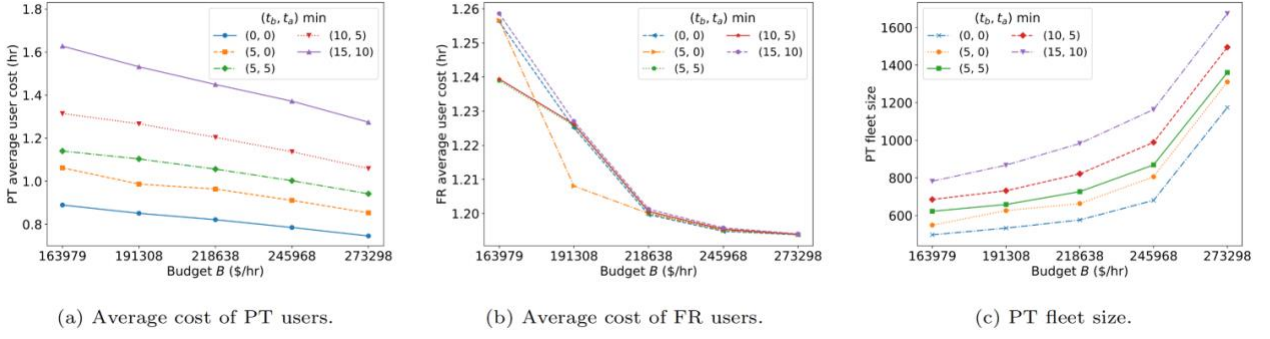 1.8
1.6
1.4
1.2
1.0
0.8
PT average user cost (hr)
(t_b, t_a) min
(0, 0)
(5, 0)
(5, 5)
(10, 5)
(15, 10)
163979 191308 218638 245968 273298
Budget B ($/hr)
(a) Average cost of PT users.
1.26
1.25
1.24
1.23
1.22
1.21
1.20
FR average user cost (hr)
(t_b, t_a) min
(0, 0)
(5, 0)
(5, 5)
(10, 5)
(15, 10)
163979 191308 218638 245968 273298
Budget B ($/hr)
(b) Average cost of FR users.
1600
1400
1200
1000
800
600
PT fleet size
(t_b, t_a) min
(0, 0)
(5, 0)
(5, 5)
(10, 5)
(15, 10)
163979 191308 218638 245968 273298
Budget B ($/hr)
(c) PT fleet size.